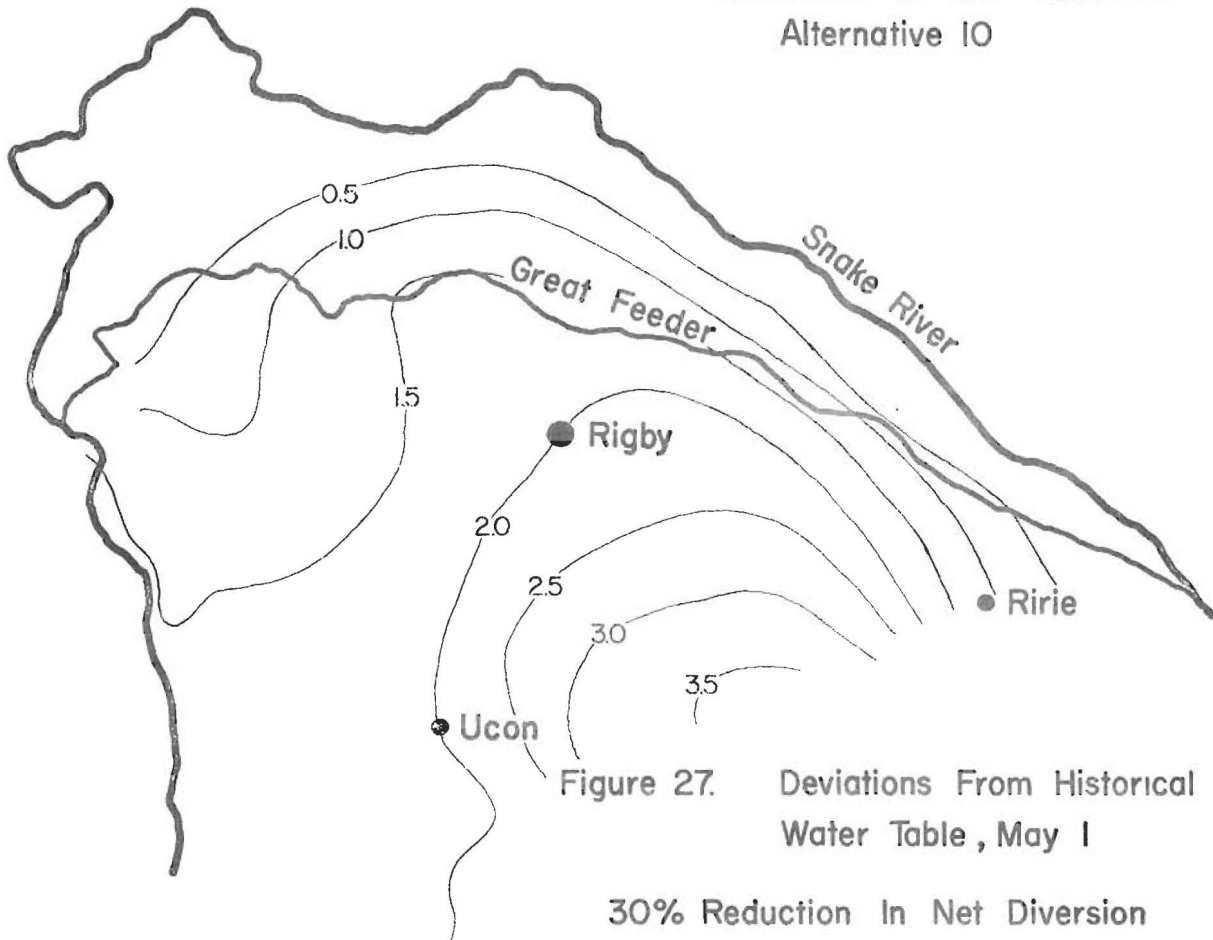 Alternative 10
0.5
1.0
Snake River
Great Feeder
1.5
Rigby
2.0
2.5
Ririe
3.0
3.5
Ucon
Figure 27. Deviations From Historical
Water Table, May 1
30% Reduction In Net Diversion